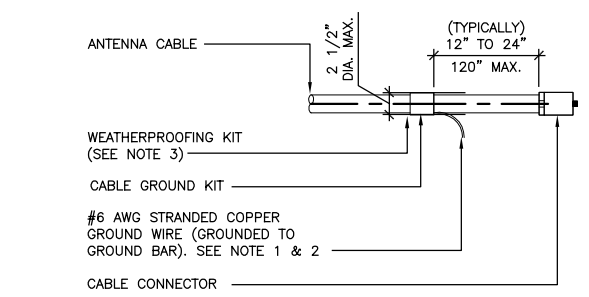 ANTENNA CABLE
2 1/2"
DIA. MAX.
(TYPICALLY)
12" TO 24"
120" MAX.
WEATHERPROOFING KIT
(SEE NOTE 3)
CABLE GROUND KIT
#6 AWG STRANDED COPPER
GROUND WIRE (GROUNDED TO
GROUND BAR). SEE NOTE 1 & 2
CABLE CONNECTOR